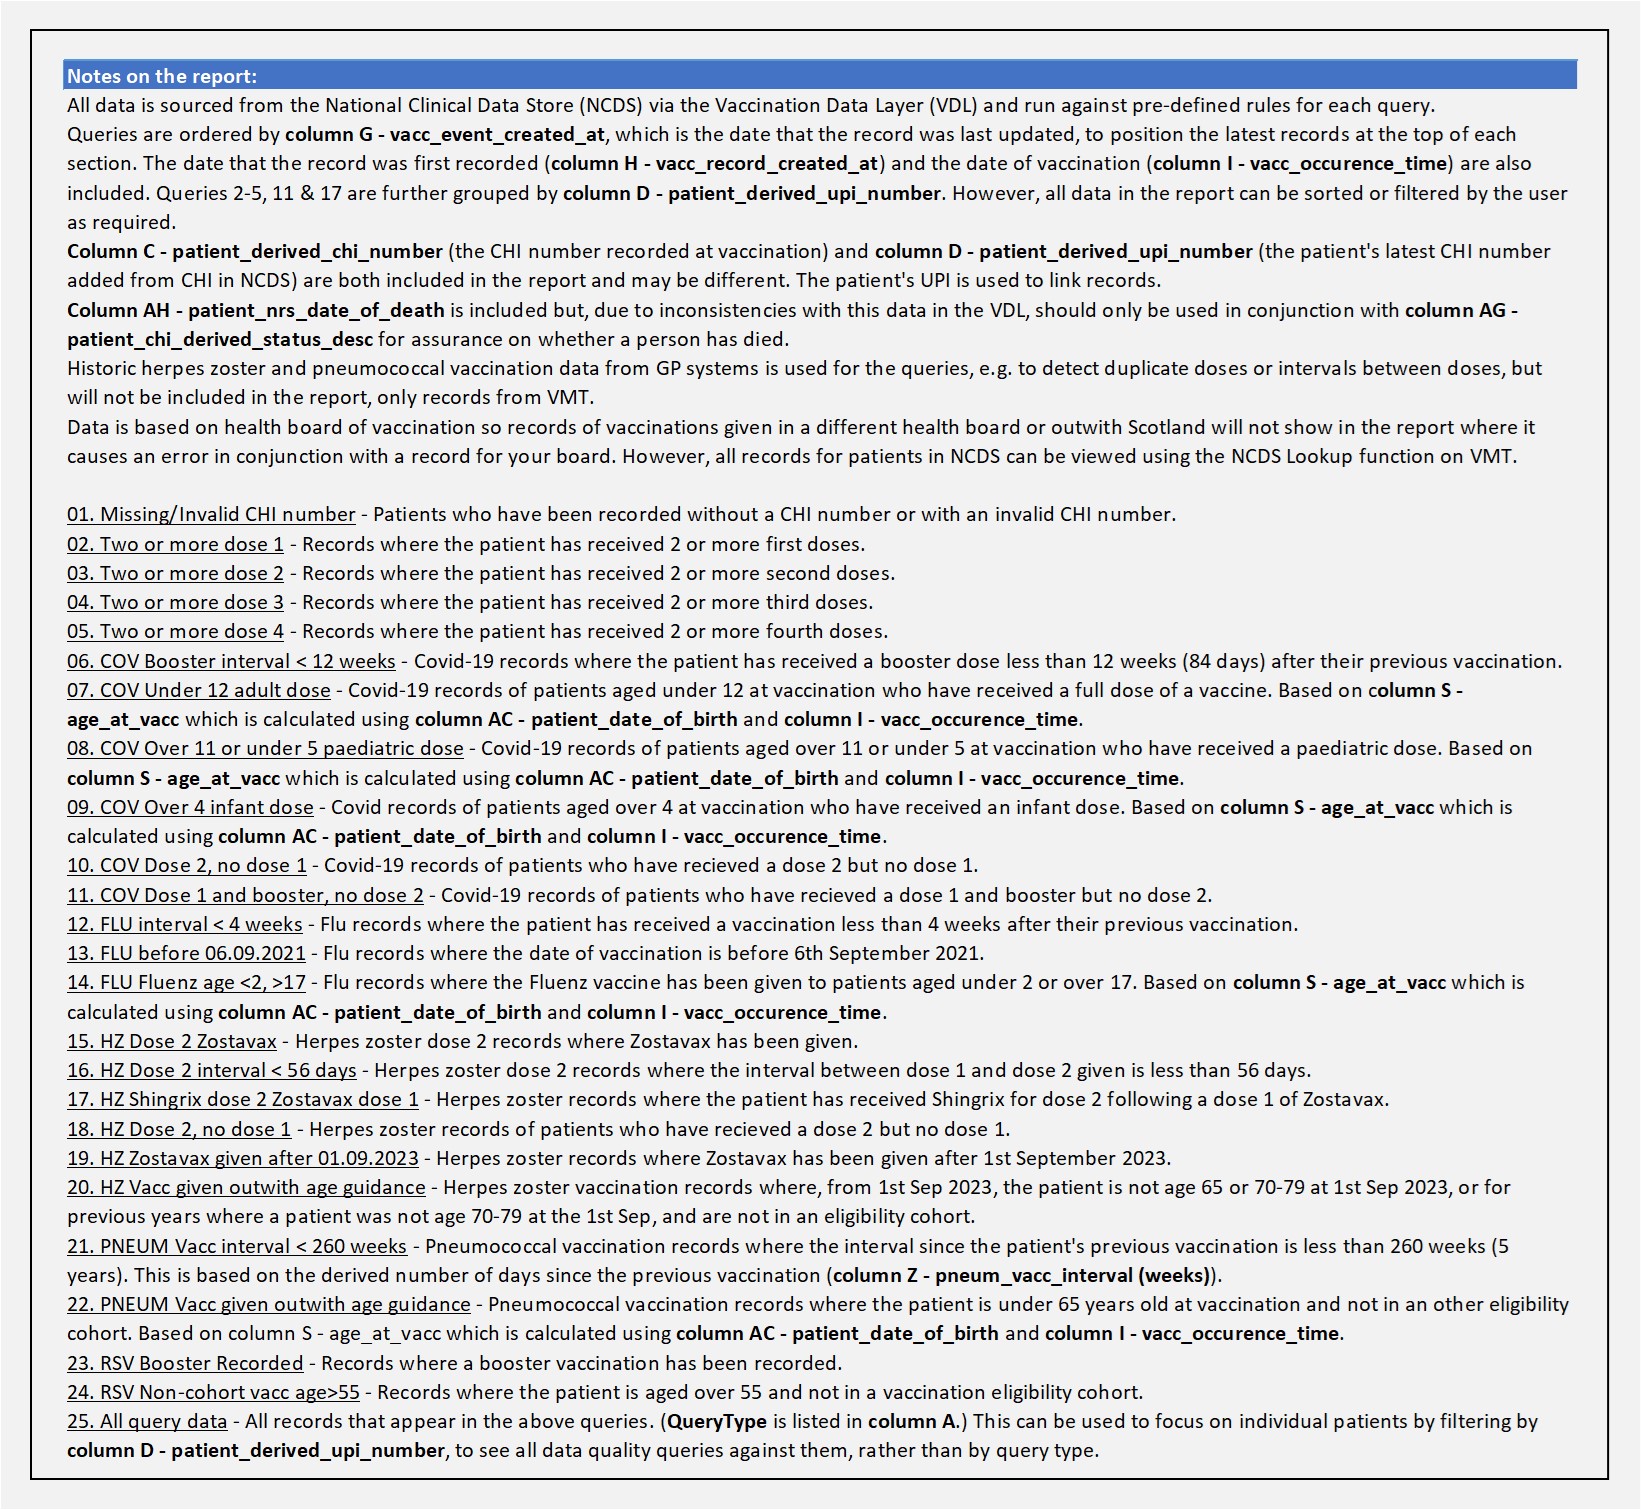 Notes on the report:
All data is sourced from the National Clinical Data Store (NCDS) via the Vaccination Data Layer (VDL) and run against pre-defined rules for each query.
Queries are ordered by column G - vacc_event_created_at, which is the date that the record was last updated, to position the latest records at the top of each
section. The date that the record was first recorded (column H - vacc_record_created_at) and the date of vaccination (column I - vacc_occurence_time) are also
included. Queries 2-5, 11 & 17 are further grouped by column D - patient_derived_upi_number. However, all data in the report can be sorted or filtered by the user
as required.
Column C - patient_derived_chi_number (the CHI number recorded at vaccination) and column D - patient_derived_upi_number (the patient's latest CHI number
added from CHI in NCDS) are both included in the report and may be different. The patient's UPI is used to link records.
Column AH - patient_nrs_date_of_death is included but, due to inconsistencies with this data in the VDL, should only be used in conjunction with column AG -
patient_chi_derived_status_desc for assurance on whether a person has died.
Historic herpes zoster and pneumococcal vaccination data from GP systems is used for the queries, e.g. to detect duplicate doses or intervals between doses, but
will not be included in the report, only records from VMT.
Data is based on health board of vaccination so records of vaccinations given in a different health board or outwith Scotland will not show in the report where it
causes an error in conjunction with a record for your board. However, all records for patients in NCDS can be viewed using the NCDS Lookup function on VMT.
01. Missing/Invalid CHI number - Patients who have been recorded without a CHI number or with an invalid CHI number.
02. Two or more dose 1 - Records where the patient has received 2 or more first doses.
03. Two or more dose 2 - Records where the patient has received 2 or more second doses.
04. Two or more dose 3 - Records where the patient has received 2 or more third doses.
05. Two or more dose 4 - Records where the patient has received 2 or more fourth doses.
06. COV Booster interval < 12 weeks - Covid-19 records where the patient has received a booster dose less than 12 weeks (84 days) after their previous vaccination.
07. COV Under 12 adult dose - Covid-19 records of patients aged under 12 at vaccination who have received a full dose of a vaccine. Based on column S -
age_at_vacc which is calculated using column AC - patient_date_of_birth and column I - vacc_occurence_time.
08. COV Over 11 or under 5 paediatric dose - Covid-19 records of patients aged over 11 or under 5 at vaccination who have received a paediatric dose. Based on
column S - age_at_vacc which is calculated using column AC - patient_date_of_birth and column I - vacc_occurence_time.
09. COV Over 4 infant dose - Covid records of patients aged over 4 at vaccination who have received an infant dose. Based on column S - age_at_vacc which is
calculated using column AC - patient_date_of_birth and column I - vacc_occurence_time.
10. COV Dose 2, no dose 1 - Covid-19 records of patients who have recieved a dose 2 but no dose 1.
11. COV Dose 1 and booster, no dose 2 - Covid-19 records of patients who have recieved a dose 1 and booster but no dose 2.
12. FLU interval < 4 weeks - Flu records where the patient has received a vaccination less than 4 weeks after their previous vaccination.
13. FLU before 06.09.2021 - Flu records where the date of vaccination is before 6th September 2021.
14. FLU Fluenz age <2, >17 - Flu records where the Fluenz vaccine has been given to patients aged under 2 or over 17. Based on column S - age_at_vacc which is
calculated using column AC - patient_date_of_birth and column I - vacc_occurence_time.
15. HZ Dose 2 Zostavax - Herpes zoster dose 2 records where Zostavax has been given.
16. HZ Dose 2 interval < 56 days - Herpes zoster dose 2 records where the interval between dose 1 and dose 2 given is less than 56 days.
17. HZ Shingrix dose 2 Zostavax dose 1 - Herpes zoster records where the patient has received Shingrix for dose 2 following a dose 1 of Zostavax.
18. HZ Dose 2, no dose 1 - Herpes zoster records of patients who have recieved a dose 2 but no dose 1.
19. HZ Zostavax given after 01.09.2023 - Herpes zoster records where Zostavax has been given after 1st September 2023.
20. HZ Vacc given outwith age guidance - Herpes zoster vaccination records where, from 1st Sep 2023, the patient is not age 65 or 70-79 at 1st Sep 2023, or for
previous years where a patient was not age 70-79 at the 1st Sep, and are not in an eligibility cohort.
21. PNEUM Vacc interval < 260 weeks - Pneumococcal vaccination records where the interval since the patient's previous vaccination is less than 260 weeks (5
years). This is based on the derived number of days since the previous vaccination (column Z - pneum_vacc_interval (weeks)).
22. PNEUM Vacc given outwith age guidance - Pneumococcal vaccination records where the patient is under 65 years old at vaccination and not in an other eligibility
cohort. Based on column S - age_at_vacc which is calculated using column AC - patient_date_of_birth and column I - vacc_occurence_time.
23. RSV Booster Recorded - Records where a booster vaccination has been recorded.
24. RSV Non-cohort vacc age>55 - Records where the patient is aged over 55 and not in a vaccination eligibility cohort.
25. All query data - All records that appear in the above queries. (QueryType is listed in column A.) This can be used to focus on individual patients by filtering by
column D - patient_derived_upi_number, to see all data quality queries against them, rather than by query type.